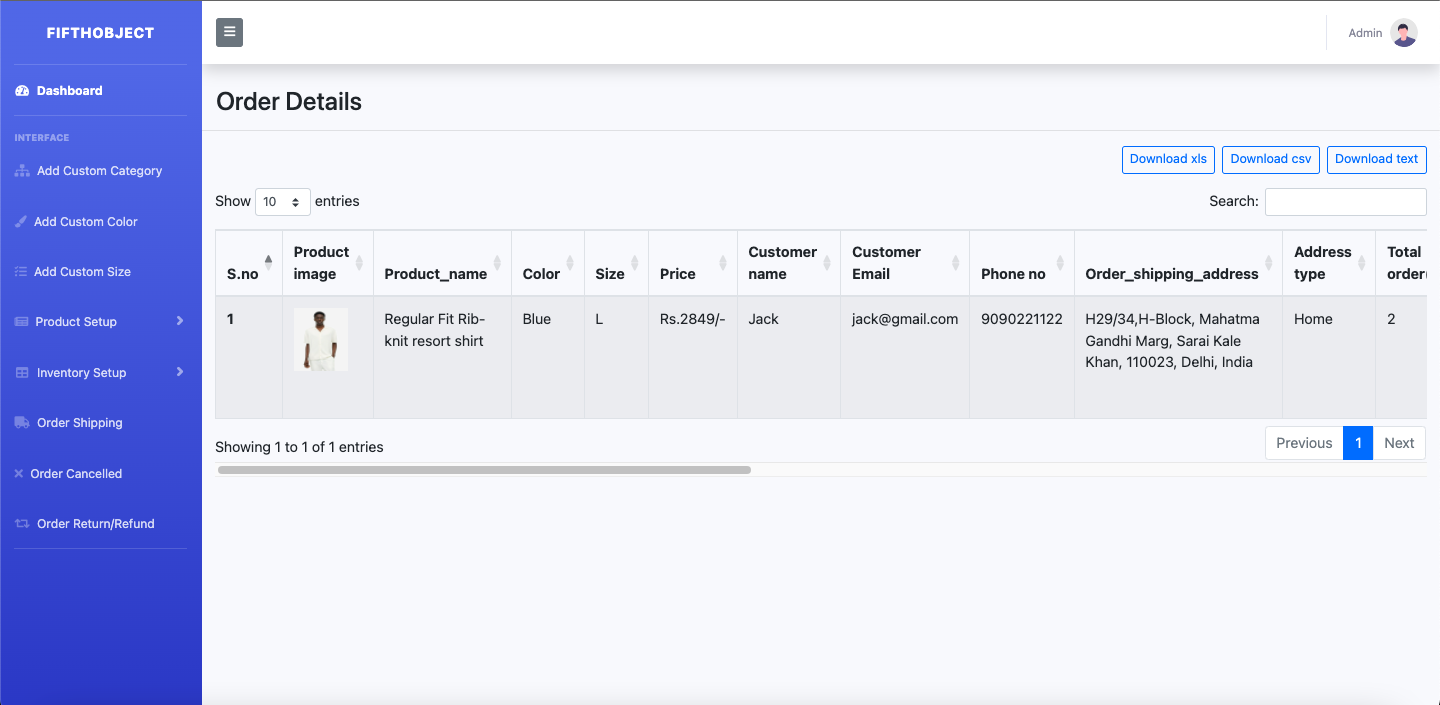 FIFTHOBJECT
Admin
Dashboard
INTERFACE
Add Custom Category
Add Custom Color
Add Custom Size
Product Setup
Inventory Setup
Order Shipping
Order Cancelled
Order Return/Refund
Order Details
Download xls Download csv Download text
Show 10 entries Search:
S.no
Product
image
Product_name
Color
Size
Price
Customer
name
Customer
Email
Phone no
Order_shipping_address
Address
type
Total
1
Regular Fit Rib-
knit resort shirt
Blue
L
Rs.2849/-
Jack
jack@gmail.com
9090221122
H29/34,H-Block, Mahatma
Gandhi Marg, Sarai Kale
Khan, 110023, Delhi, India
Home
2
Showing 1 to 1 of 1 entries
Previous 1 Next